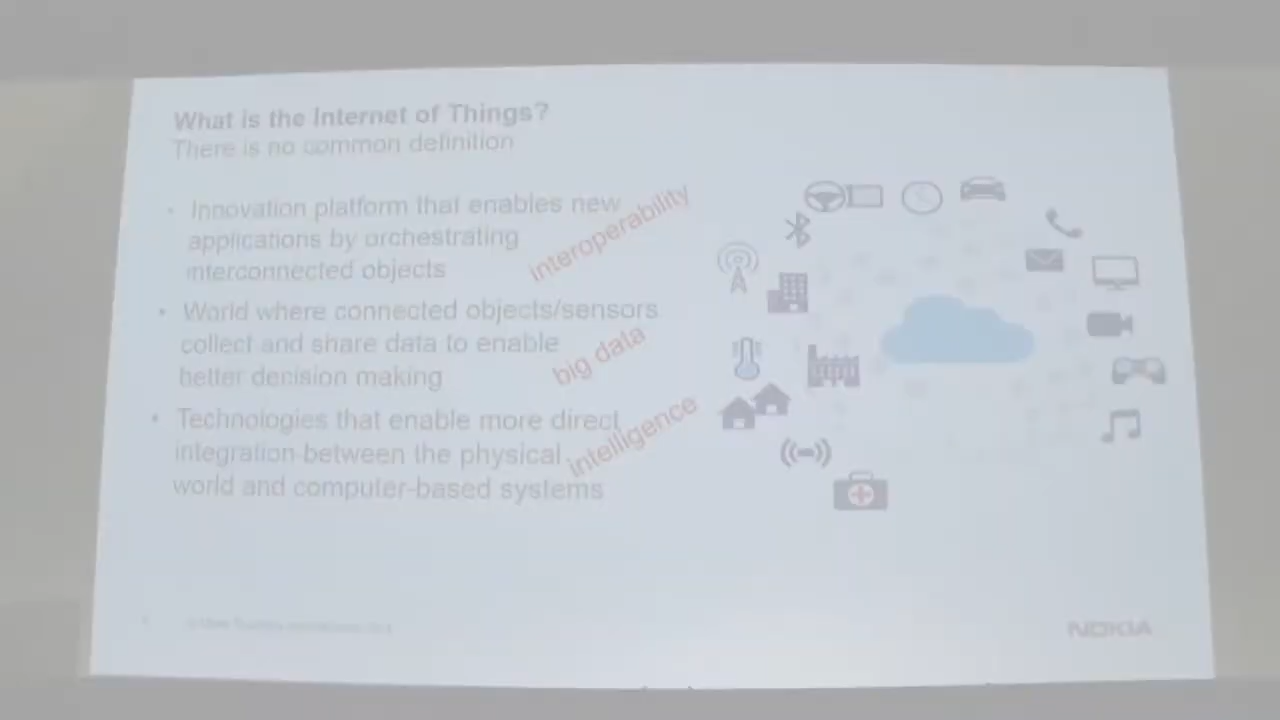 What is the Internet of Things?
There is no common definition
• Innovation platform that enables new
applications by orchestrating
interconnected objects
interoperability
• World where connected objects/sensors
collect and share data to enable
better decision making
big data
• Technologies that enable more direct
integration between the physical
world and computer-based systems
intelligence
NOKIA